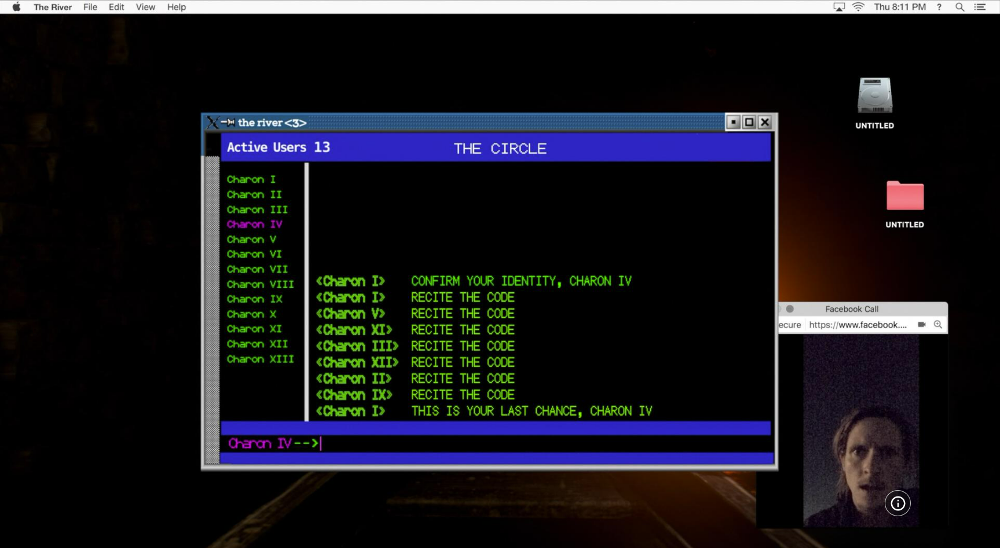 The River File Edit View Help Thu 8:11 PM ?
UNTITLED
UNTITLED
the river<3>
Active Users 13
THE CIRCLE
Charon I
Charon II
Charon III
Charon IV
Charon V
Charon VI
Charon VII
Charon VIII
Charon IX
Charon X
Charon XI
Charon XII
Charon XIII
《Charon I》 CONFIRM YOUR IDENTITY, CHARON IV
《Charon I》 RECITE THE CODE
《Charon V》 RECITE THE CODE
《Charon XI》 RECITE THE CODE
《Charon III》 RECITE THE CODE
《Charon XII》 RECITE THE CODE
《Charon II》 RECITE THE CODE
《Charon IX》 RECITE THE CODE
《Charon I》 THIS IS YOUR LAST CHANCE, CHARON IV
Charon IV-->
Facebook Call
ecure https://www.facebook....